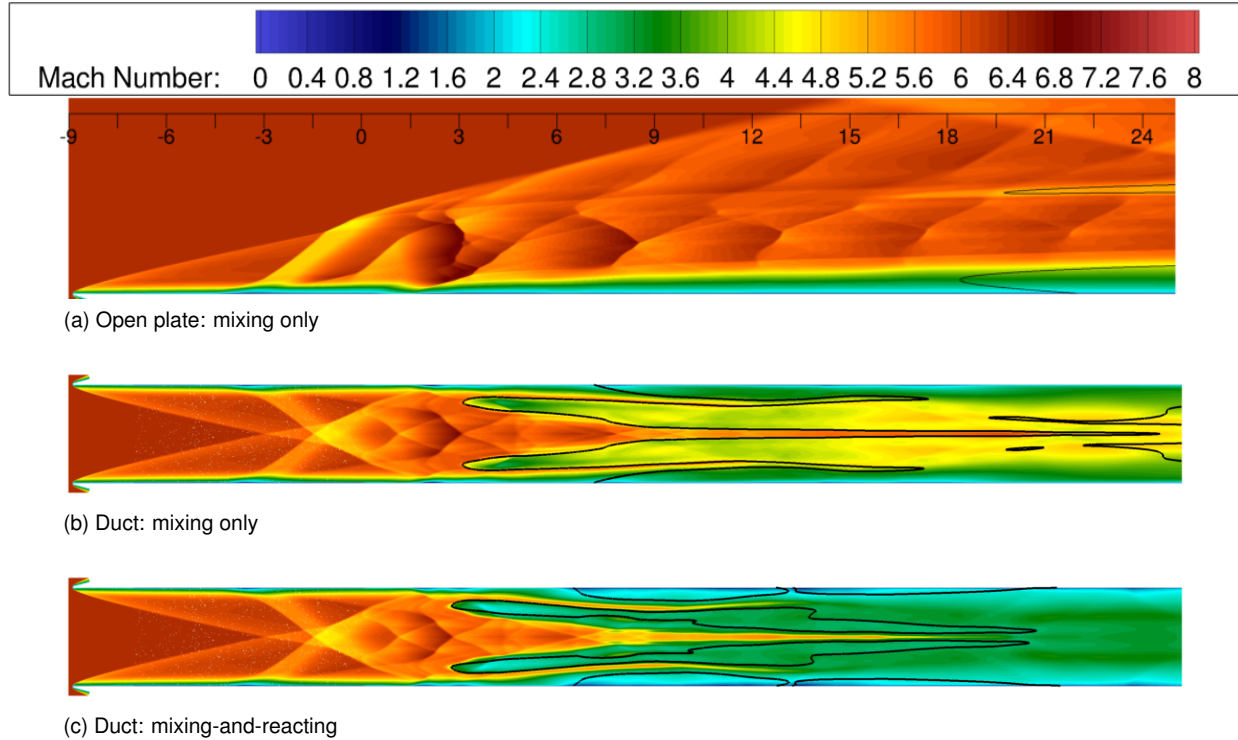 Mach Number: 0 0.4 0.8 1.2 1.6 2 2.4 2.8 3.2 3.6 4 4.4 4.8 5.2 5.6 6 6.4 6.8 7.2 7.6 8
-9 -6 -3 0 3 6 9 12 15 18 21 24
(a) Open plate: mixing only
(b) Duct: mixing only
(c) Duct: mixing-and-reacting